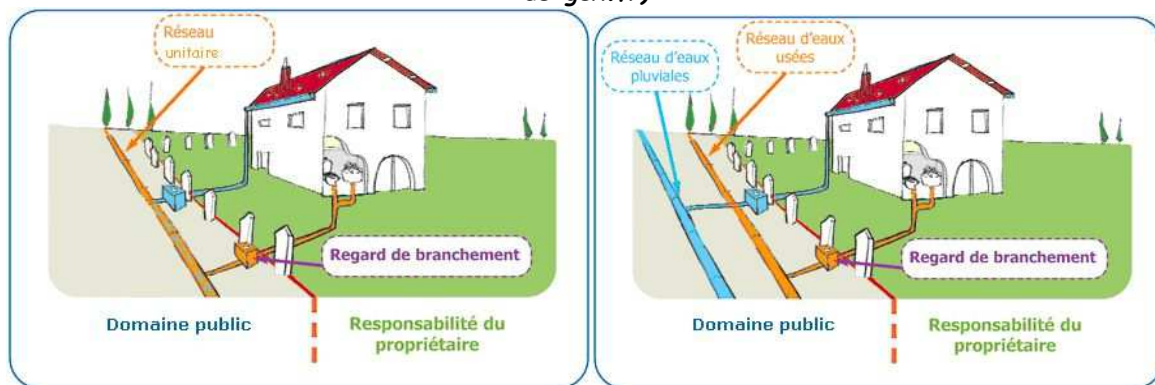 Réseau
unitaire
Regard de branchement
Domaine public
Responsabilité du
propriétaire
Réseau d'eaux
pluviales
Réseau d'eaux
usées
Regard de branchement
Domaine public
Responsabilité du
propriétaire